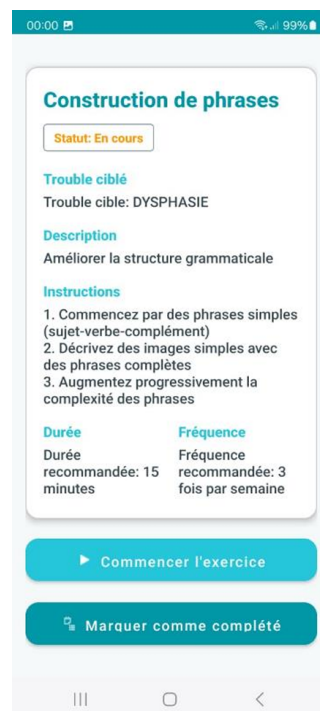 00:00 99%
Construction de phrases
Statut: En cours
Trouble ciblé
Trouble cible: DYSPHASIE
Description
Améliorer la structure grammaticale
Instructions
1. Commencez par des phrases simples
(sujet-verbe-complément)
2. Décrivez des images simples avec
des phrases complètes
3. Augmentez progressivement la
complexité des phrases
Durée
Durée
recommandée: 15
minutes
Fréquence
Fréquence
recommandée: 3
fois par semaine
Commencer l'exercice
Marquer comme complété